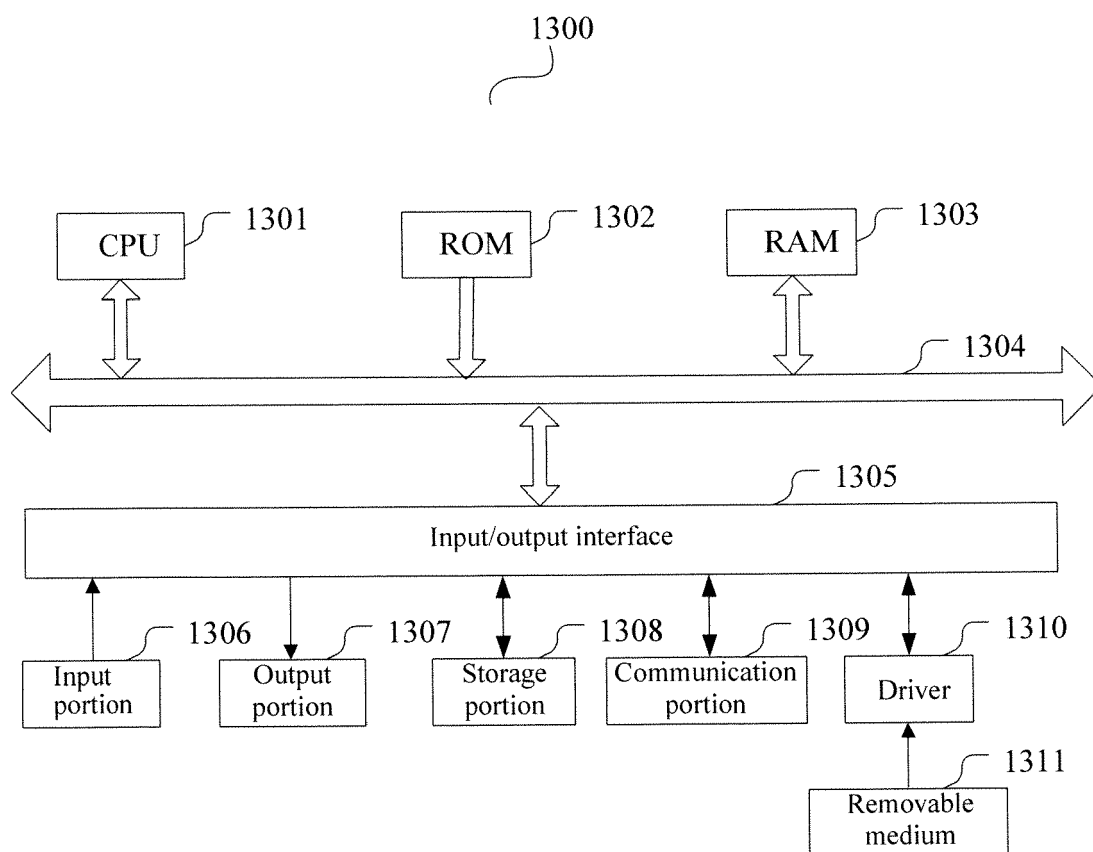 1300
CPU
1301
ROM
1302
RAM
1303
1304
1305
Input/output interface
1306
1307
1308
1309
1310
Input
portion
Output
portion
Storage
portion
Communication
portion
Driver
1311
Removable
medium